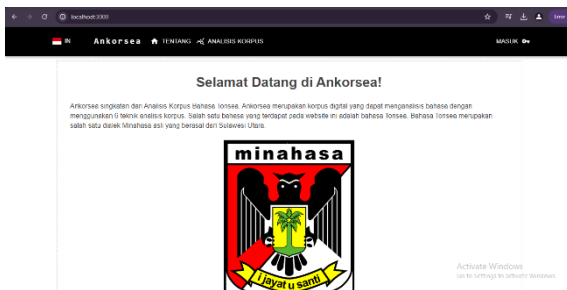 localhost:3000
Error
IN Ankorsea TENTANG ANALISIS KORPUS MASUK
Selamat Datang di Ankorsea!
Ankorsea singkatan dari Analisis Korpus Bahasa Tonsea. Ankorsea merupakan korpus digital yang dapat menganalisis bahasa dengan
menggunakan 6 teknik analisis korpus. Salah satu bahasa yang terdapat pada website ini adalah bahasa Tonsea. Bahasa Tonsea merupakan
salah satu dialek Minahasa asli yang berasal dari Sulawesi Utara.
minahasa
i jayat u santi
Activate Windows
Go to Settings to activate Windows.